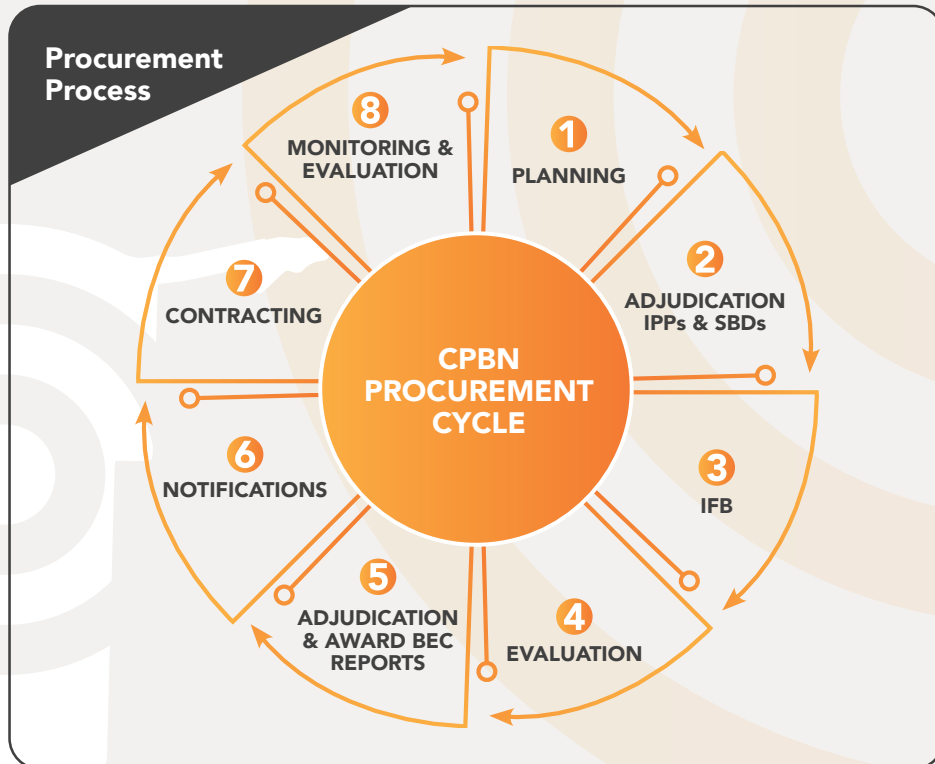 Procurement
Process
1
PLANNING
2
ADJUDICATION
IPPs & SBDs
3
IFB
4
EVALUATION
5
ADJUDICATION
& AWARD BEC
REPORTS
6
NOTIFICATIONS
7
CONTRACTING
8
MONITORING &
EVALUATION
CPBN
PROCUREMENT
CYCLE